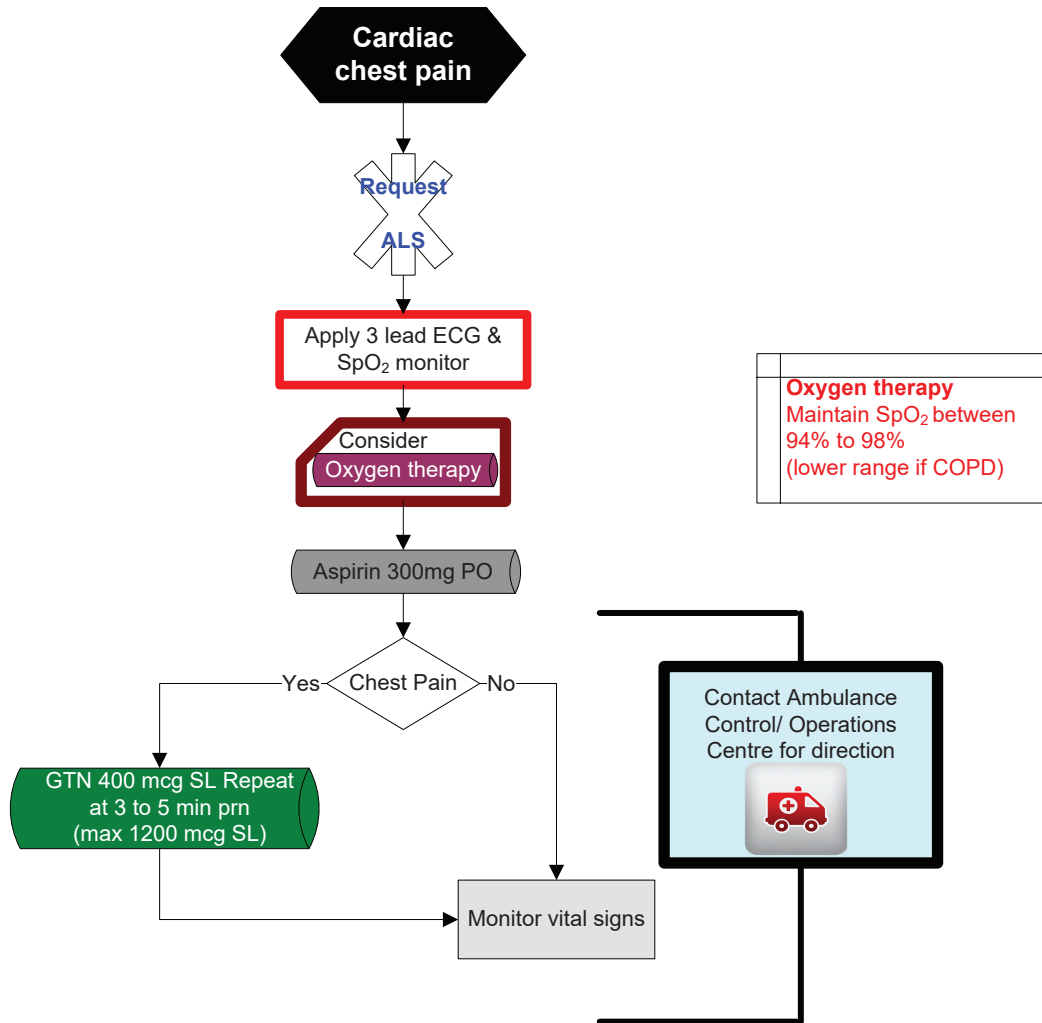 Cardiac
chest pain
Request
ALS
Apply 3 lead ECG &
SpO₂ monitor
Consider
Oxygen therapy
Oxygen therapy
Maintain SpO₂ between
94% to 98%
(lower range if COPD)
Aspirin 300mg PO
Yes
Chest Pain
No
GTN 400 mcg SL Repeat
at 3 to 5 min prn
(max 1200 mcg SL)
Contact Ambulance
Control/ Operations
Centre for direction
Monitor vital signs